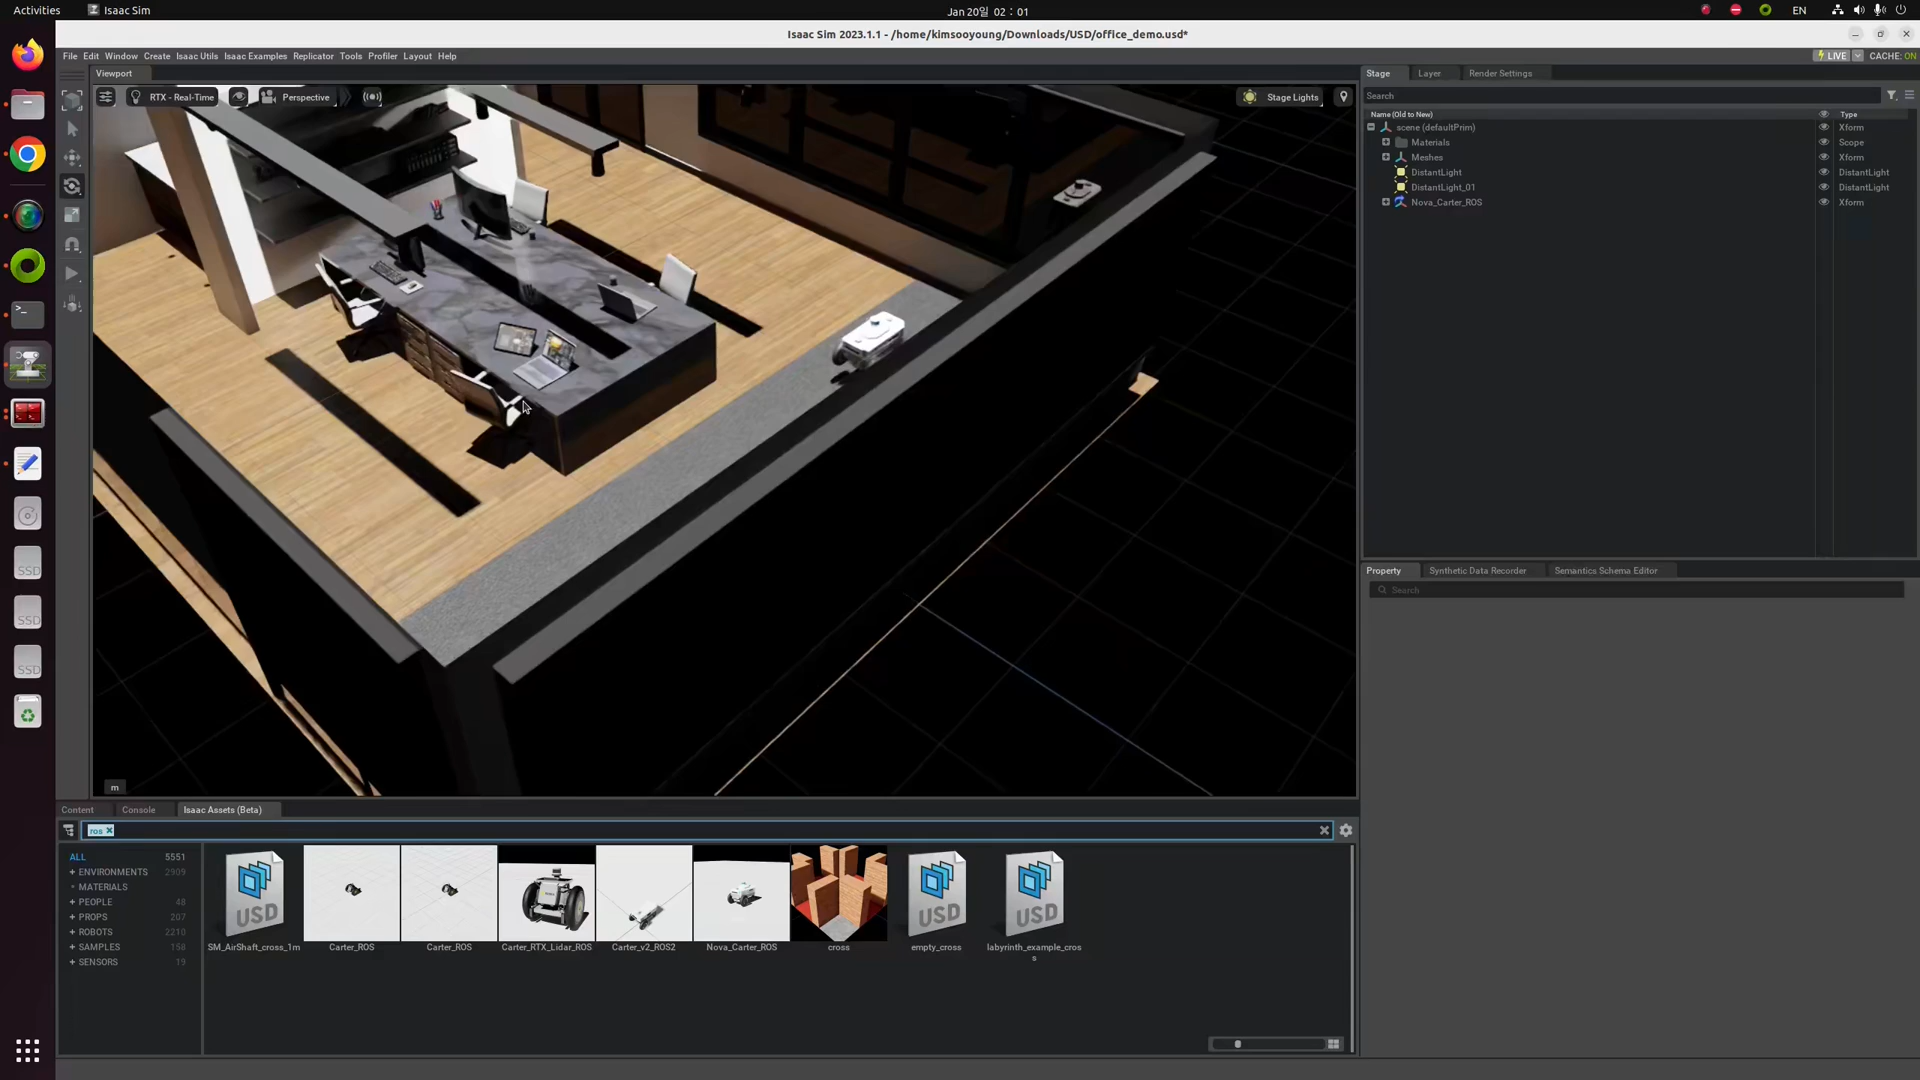 Activities
Isaac Sim
Jan 20일 02 : 01
EN
Isaac Sim 2023.1.1 - /home/kimsooyoung/Downloads/USD/office_demo.usd*
File Edit Window Create Isaac Utils Isaac Examples Replicator Tools Profiler Layout Help
LIVE
CACHE: ON
Viewport
RTX - Real-Time
Perspective
Stage Lights
m
Stage Layer Render Settings
Search
Name (Old to New) Type
scene (defaultPrim) Xform
Materials Scope
Meshes Xform
DistantLight DistantLight
DistantLight_01 DistantLight
Nova_Carter_ROS Xform
Property Synthetic Data Recorder Semantics Schema Editor
Search
Content Console Isaac Assets (Beta)
ros
ALL 5551
+ ENVIRONMENTS 2909
MATERIALS
+ PEOPLE 48
+ PROPS 207
+ ROBOTS 2210
+ SAMPLES 158
+ SENSORS 19
USD
USD
USD
SM_AirShaft_cross_1m
Carter_ROS
Carter_ROS
Carter_RTX_Lidar_ROS
Carter_v2_ROS2
Nova_Carter_ROS
cross
empty_cross
labyrinth_example_cros
s
SSD
SSD
SSD